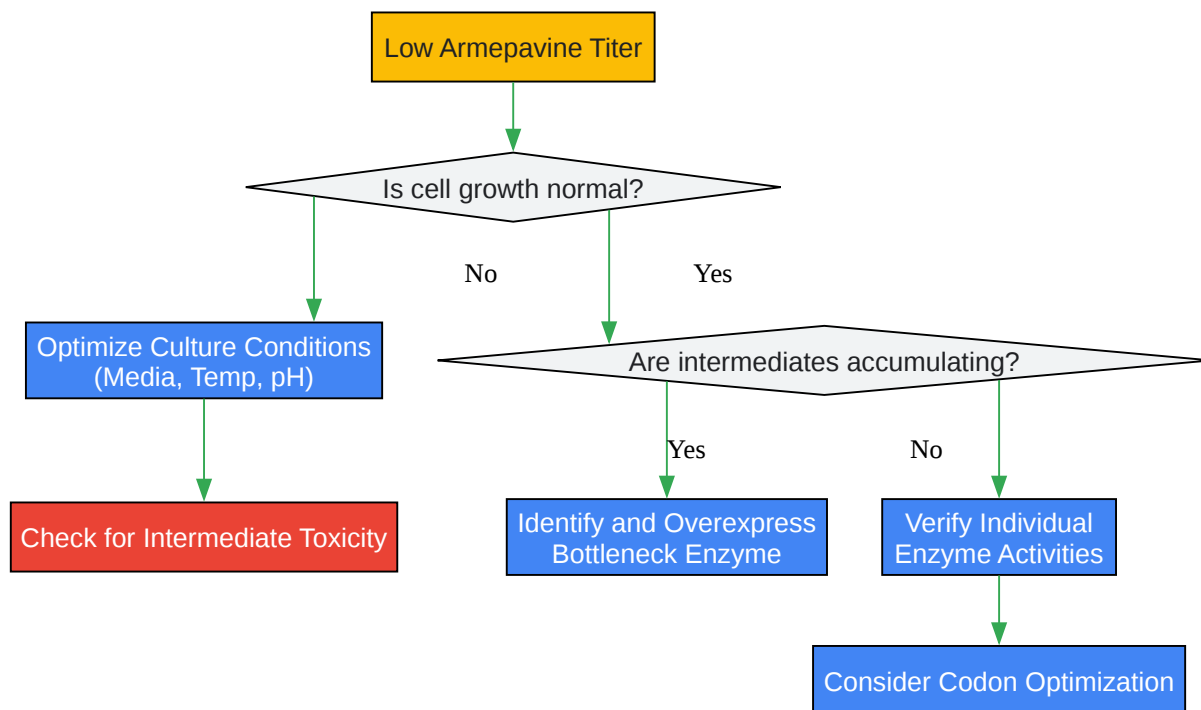 Low Armepavine Titer
Is cell growth normal?
No
Yes
Optimize Culture Conditions
(Media, Temp, pH)
Are intermediates accumulating?
Yes
No
Check for Intermediate Toxicity
Identify and Overexpress
Bottleneck Enzyme
Verify Individual
Enzyme Activities
Consider Codon Optimization